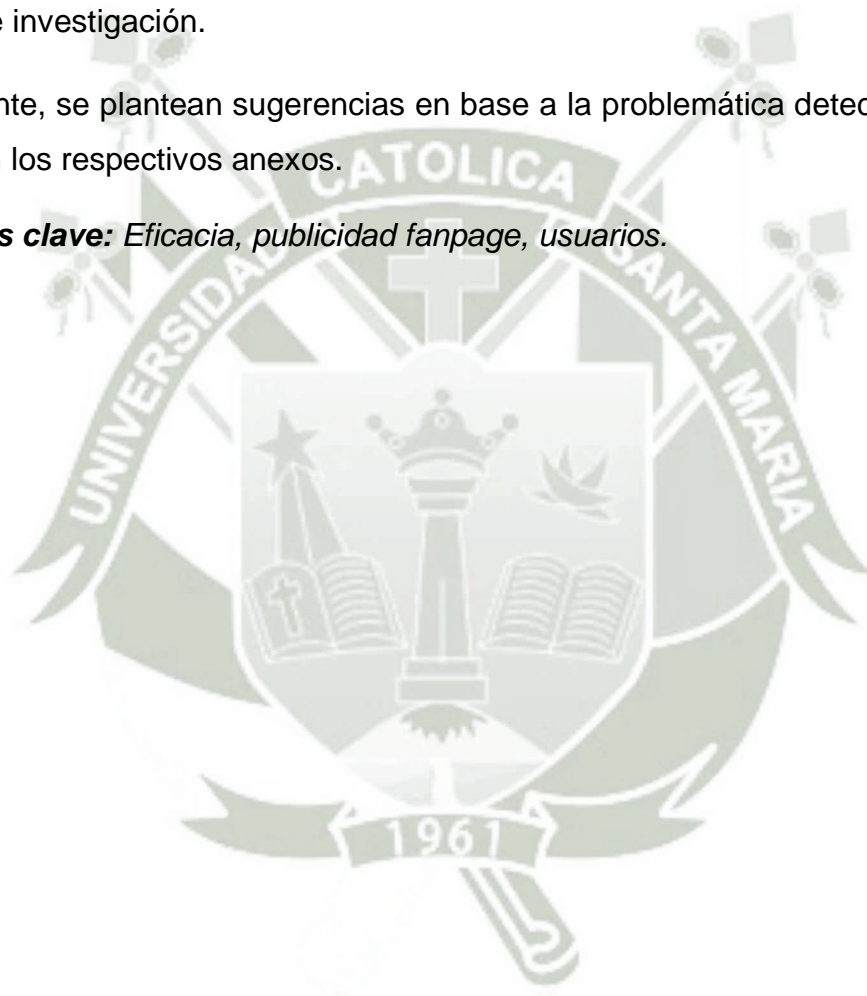 e investigación.
nte, se plantean sugerencias en base a la problemática detec
los respectivos anexos.
s clave: Eficacia, publicidad fanpage, usuarios.
UNIVERSIDAD CATOLICA SANTA MARIA
1961